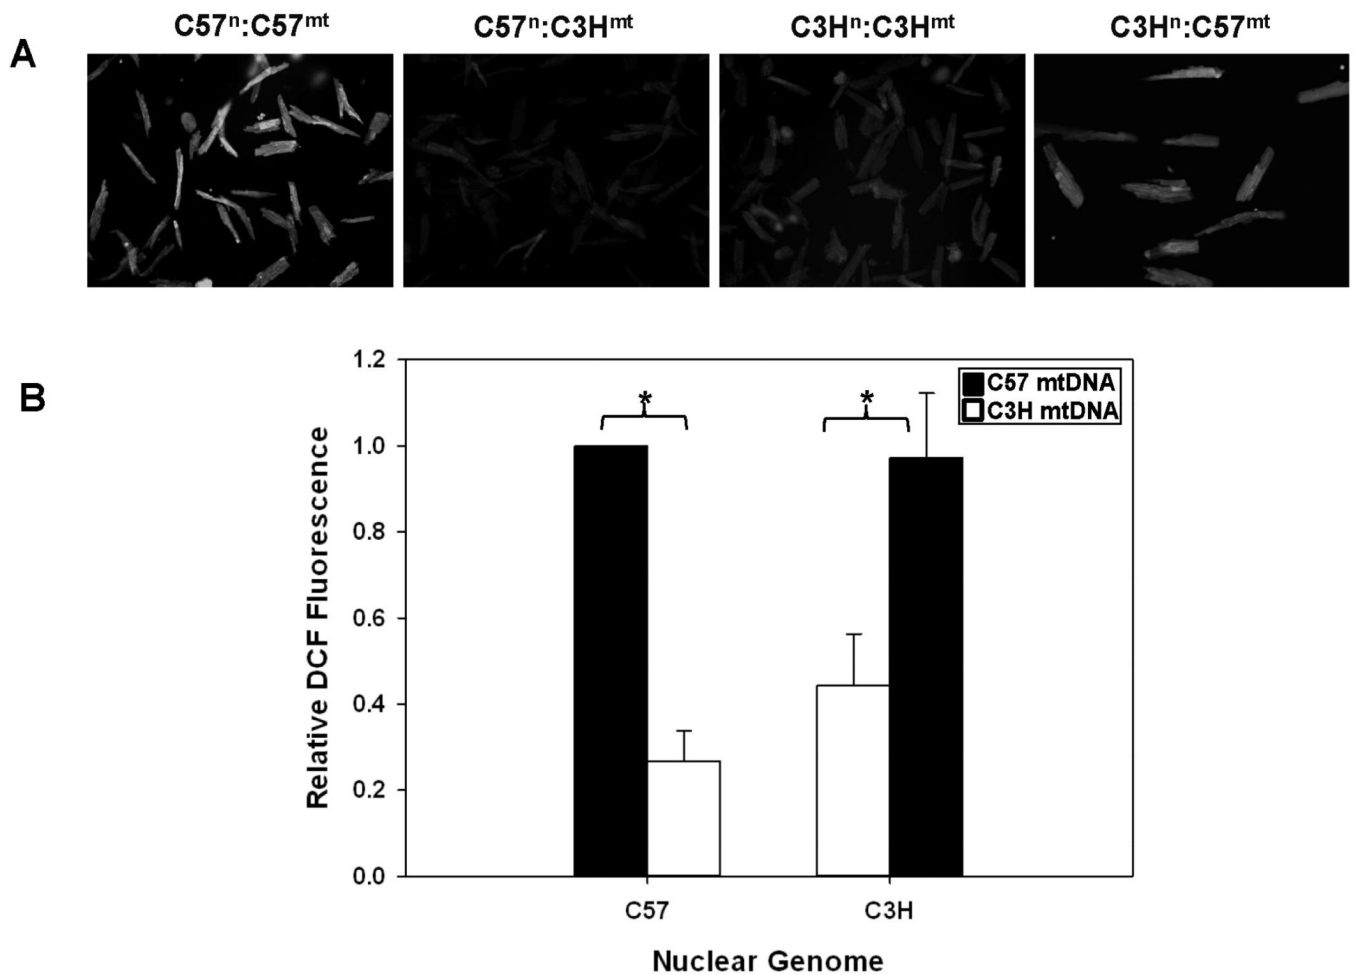 A
C57ⁿ:C57ᵐᵗ C57ⁿ:C3Hᵐᵗ C3Hⁿ:C3Hᵐᵗ C3Hⁿ:C57ᵐᵗ
B
Relative DCF Fluorescence
1.2
1.0
0.8
0.6
0.4
0.2
0.0
* *
C57 mtDNA
C3H mtDNA
C57 C3H
Nuclear Genome